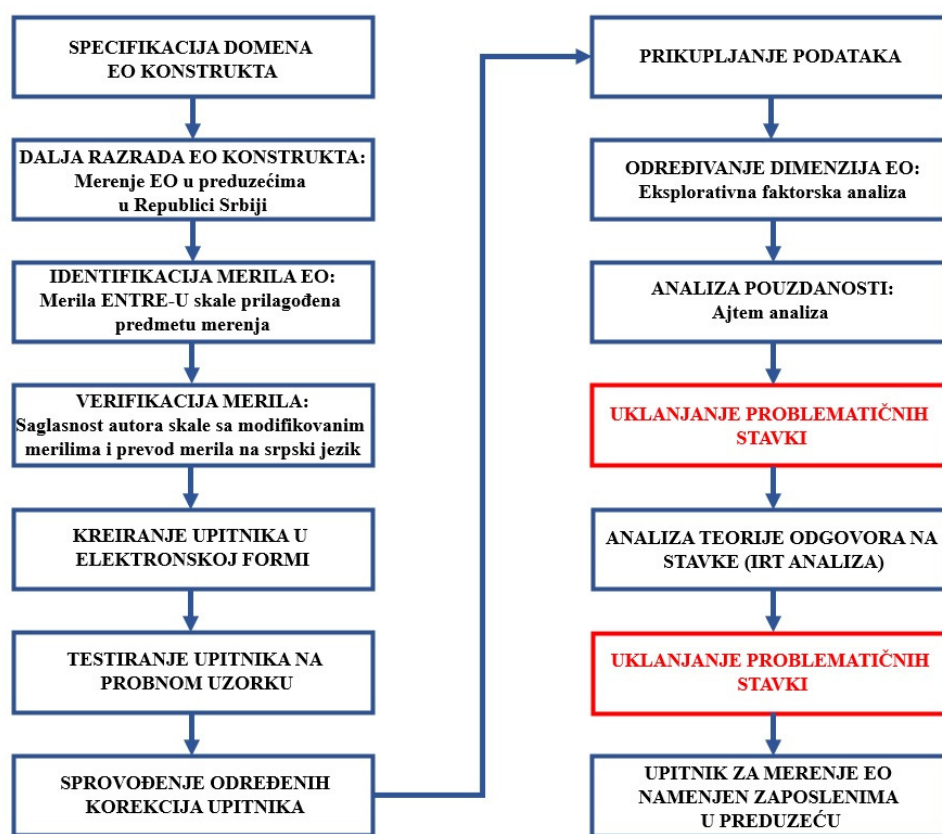 SPECIFIKACIJA DOMENA
EO KONSTRUKTA
DALJA RAZRADA EO KONSTRUKTA:
Merenje EO u preduzećima
u Republici Srbiji
IDENTIFIKACIJA MERILA EO:
Merila ENTRE-U skale prilagođena
predmetu merenja
VERIFIKACIJA MERILA:
Saglasnost autora skale sa modifikovanim
merilima i prevod merila na srpski jezik
KREIRANJE UPITNIKA U
ELEKTRONSKOJ FORMI
TESTIRANJE UPITNIKA NA
PROBNOM UZORKU
SPROVOĐENJE ODREĐENIH
KOREKCIJA UPITNIKA
PRIKUPLJANJE PODATAKA
ODREĐIVANJE DIMENZIJA EO:
Eksplorativna faktorska analiza
ANALIZA POUZDANOSTI:
Ajtem analiza
UKLANJANJE PROBLEMATIČNIH
STAVKI
ANALIZA TEORIJE ODGOVORA NA
STAVKE (IRT ANALIZA)
UKLANJANJE PROBLEMATIČNIH
STAVKI
UPITNIK ZA MERENJE EO
NAMENJEN ZAPOSLENIMA
U PREDUZEĆU